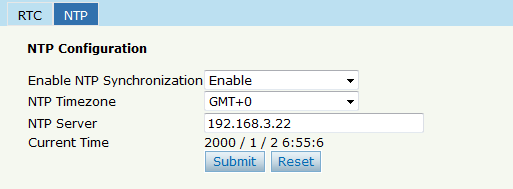 RTC NTP
NTP Configuration
Enable NTP Synchronization Enable
NTP Timezone GMT+0
NTP Server 192.168.3.22
Current Time 2000 / 1 / 2 6:55:6
Submit Reset